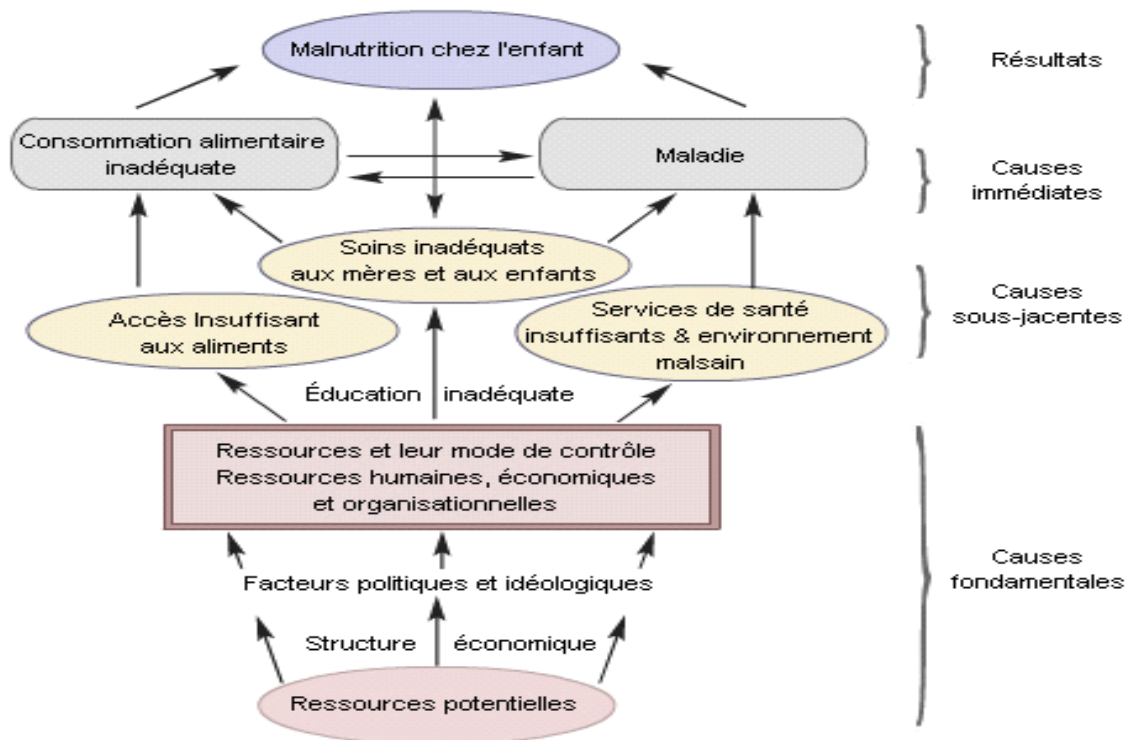 Malnutrition chez l'enfant
Résultats
Consommation alimentaire
inadéquate
Maladie
Causes
immédiates
Soins inadéquats
aux mères et aux enfants
Accès Insuffisant
aux aliments
Services de santé
insuffisants & environnement
malsain
Causes
sous-jacentes
Éducation inadéquate
Ressources et leur mode de contrôle
Ressources humaines, économiques
et organisationnelles
Facteurs politiques et idéologiques
Structure économique
Ressources potentielles
Causes
fondamentales